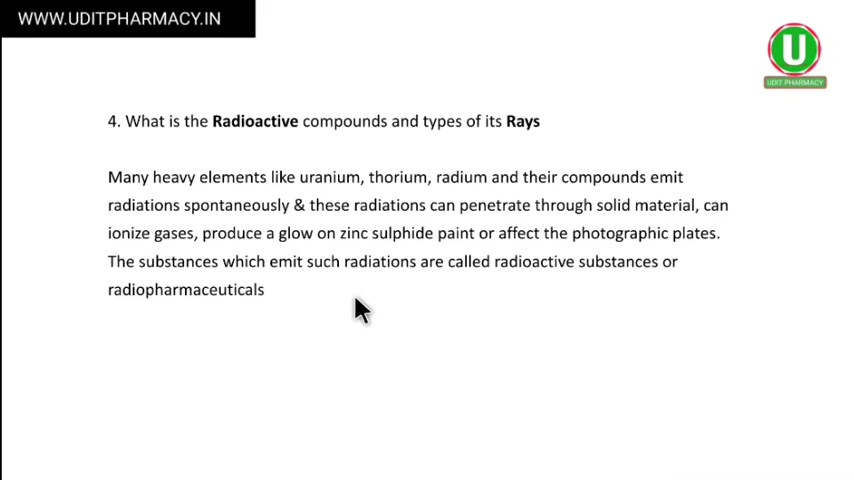 WWW.UDITPHARMACY.IN
U
UDIT PHARMACY
4. What is the Radioactive compounds and types of its Rays
Many heavy elements like uranium, thorium, radium and their compounds emit
radiations spontaneously & these radiations can penetrate through solid material, can
ionize gases, produce a glow on zinc sulphide paint or affect the photographic plates.
The substances which emit such radiations are called radioactive substances or
radiopharmaceuticals